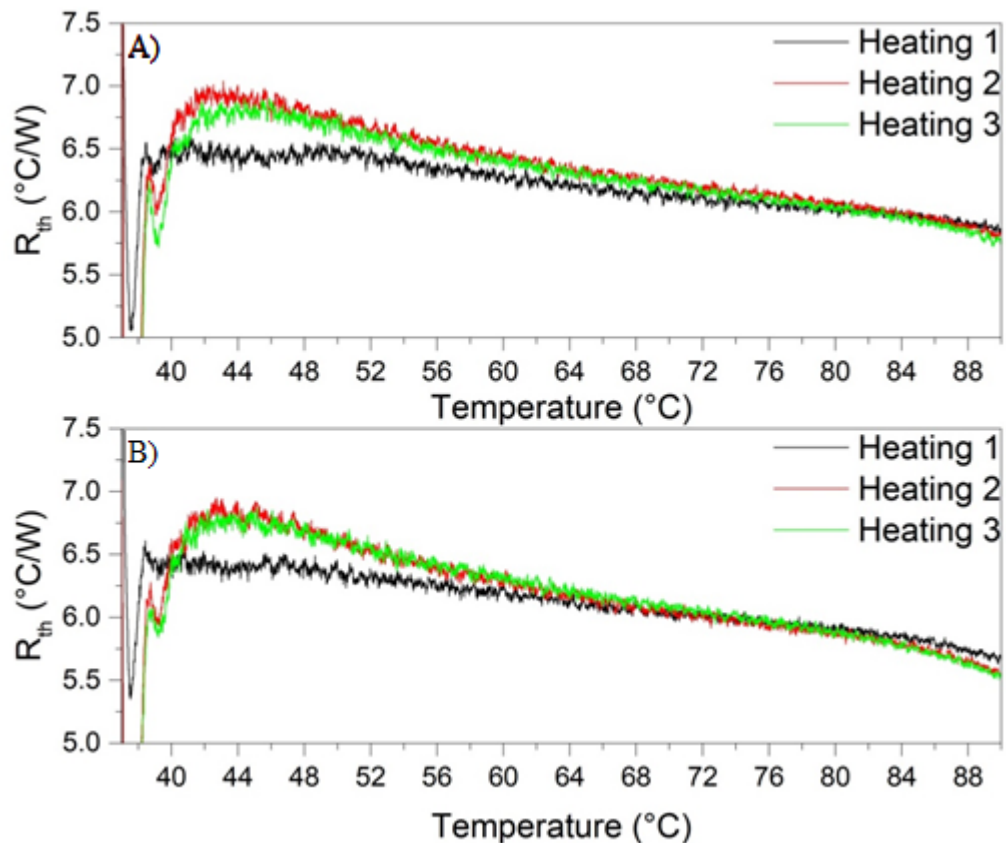 A)
Heating 1
Heating 2
Heating 3
R_th (°C/W)
7.5
7.0
6.5
6.0
5.5
5.0
40 44 48 52 56 60 64 68 72 76 80 84 88
Temperature (°C)
B)
Heating 1
Heating 2
Heating 3
R_th (°C/W)
7.5
7.0
6.5
6.0
5.5
5.0
40 44 48 52 56 60 64 68 72 76 80 84 88
Temperature (°C)